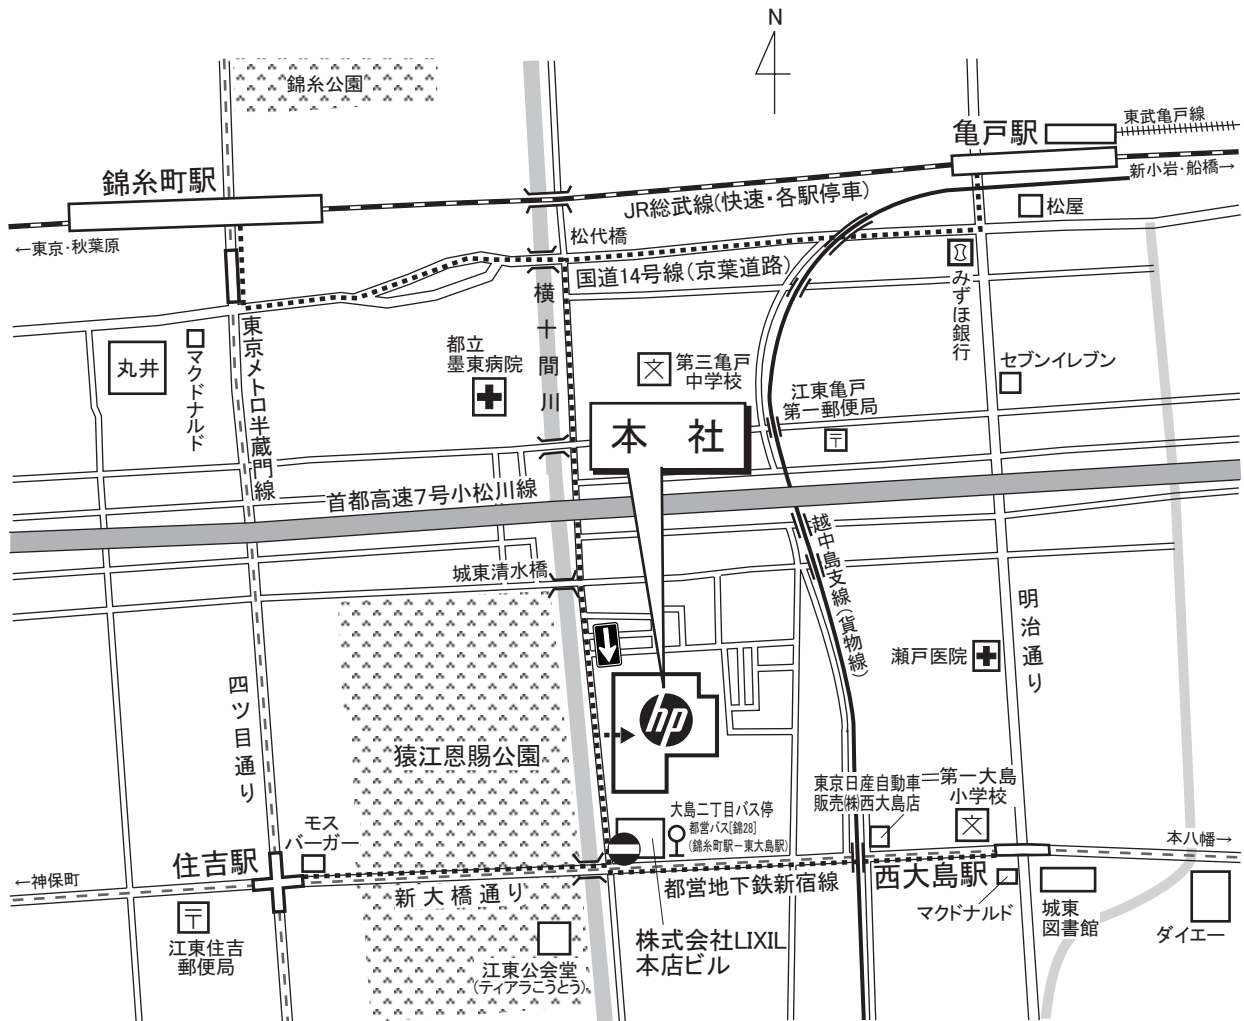 N
錦糸公園
亀戸駅
東武亀戸線
錦糸町駅
新小岩・船橋→
JR総武線(快速・各駅停車)
松屋
←東京・秋葉原
松代橋
国道14号線(京葉道路)
みずほ銀行
横十間川
東京メトロ半蔵門線
丸井
マクドナルド
都立
墨東病院
文
第三亀戸
中学校
セブンイレブン
江東亀戸
第一郵便局
〒
本 社
首都高速7号小松川線
越中島支線(貨物線)
城東清水橋
明治通り
瀬戸医院
四ツ目通り
hp
猿江恩賜公園
東京日産自動車
販売㈱西大島店
第一大島
小学校
文
大島二丁目バス停
都営バス[錦28]
(錦糸町駅ー東大島駅)
モス
バーガー
本八幡→
住吉駅
←神保町
新大橋通り
都営地下鉄新宿線
西大島駅
マクドナルド
城東
図書館
ダイエー
〒
江東住吉
郵便局
江東公会堂
(ティアラこうとう)
株式会社LIXIL
本店ビル